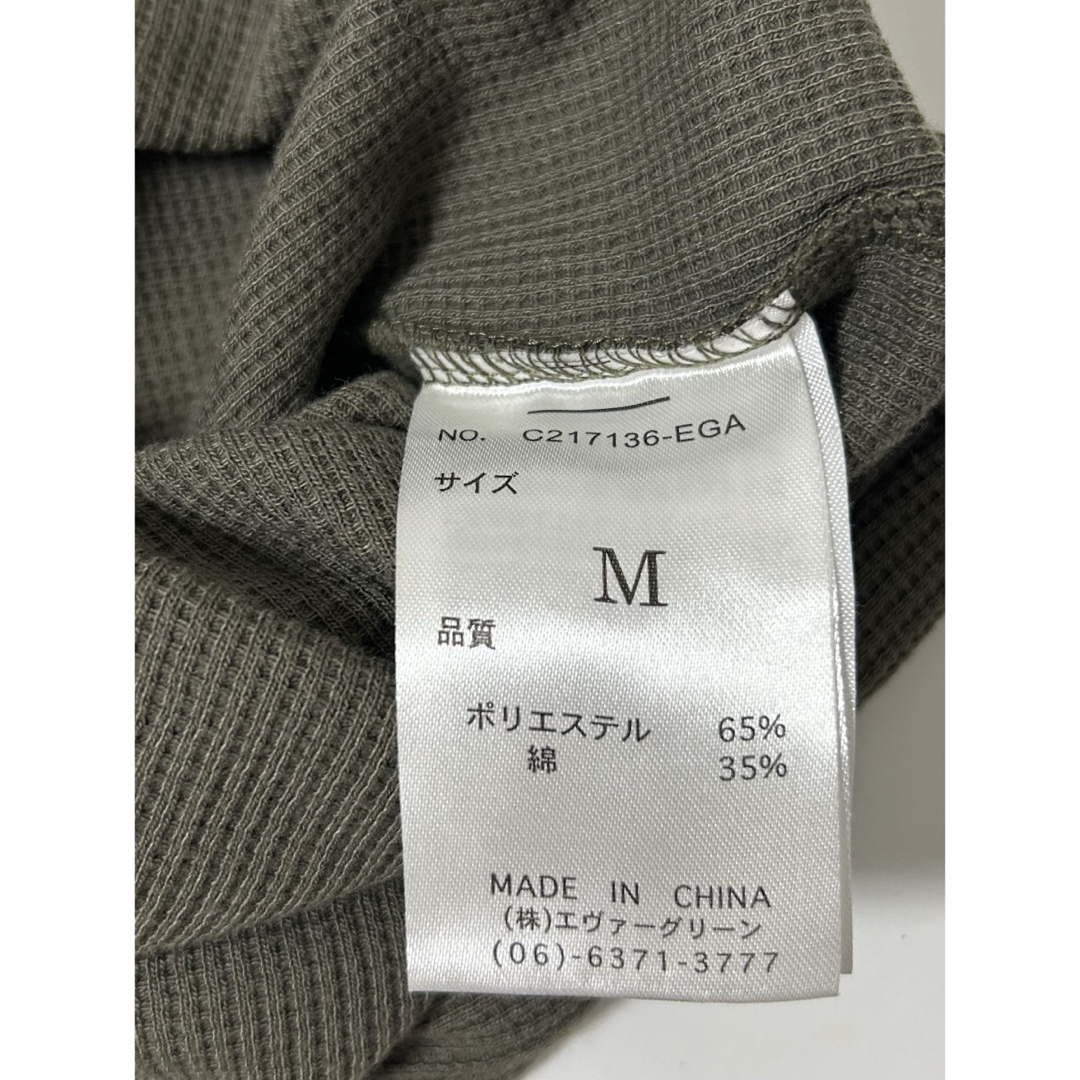 NO. C217136-EGA
サイズ
M
品質
ポリエステル 65%
綿 35%
MADE IN CHINA
(株)エヴァーグリーン
(06)-6371-3777